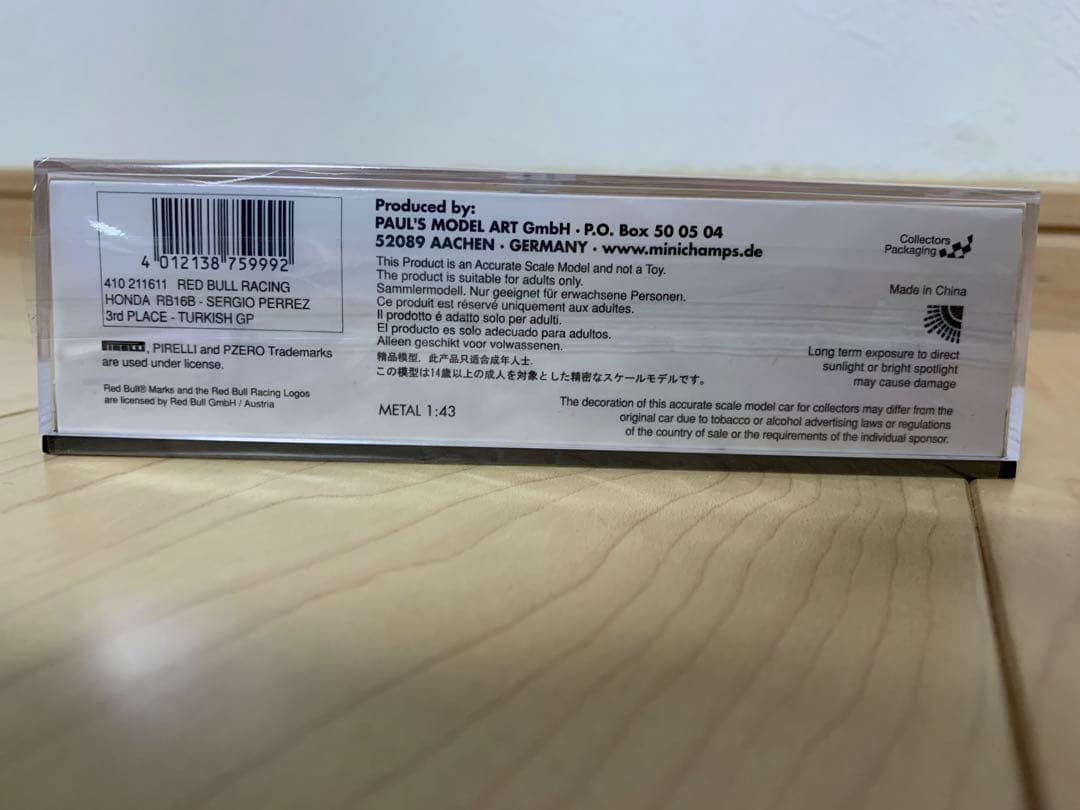 4 012138 759992
410 211611 RED BULL RACING
HONDA RB16B - SERGIO PERREZ
3rd PLACE - TURKISH GP
, PIRELLI and PZERO Trademarks
are used under license.
Red Bull® Marks and the Red Bull Racing Logos
are licensed by Red Bull GmbH / Austria
Produced by:
PAUL'S MODEL ART GmbH · P.O. Box 50 05 04
52089 AACHEN · GERMANY · www.minichamps.de
This Product is an Accurate Scale Model and not a Toy.
The product is suitable for adults only.
Sammlermodell. Nur geeignet für erwachsene Personen.
Ce produit est réservé uniquement aux adultes.
Il prodotto é adatto solo per adulti.
El producto es solo adecuado para adultos.
Alleen geschikt voor volwassenen.
精品模型, 此产品只适合成年人士.
この模型は14歳以上の成人を対象とした精密なスケールモデルです。
METAL 1:43
Collectors
Packaging
Made in China
Long term exposure to direct
sunlight or bright spotlight
may cause damage
The decoration of this accurate scale model car for collectors may differ from the
original car due to tobacco or alcohol advertising laws or regulations
of the country of sale or the requirements of the individual sponsor.